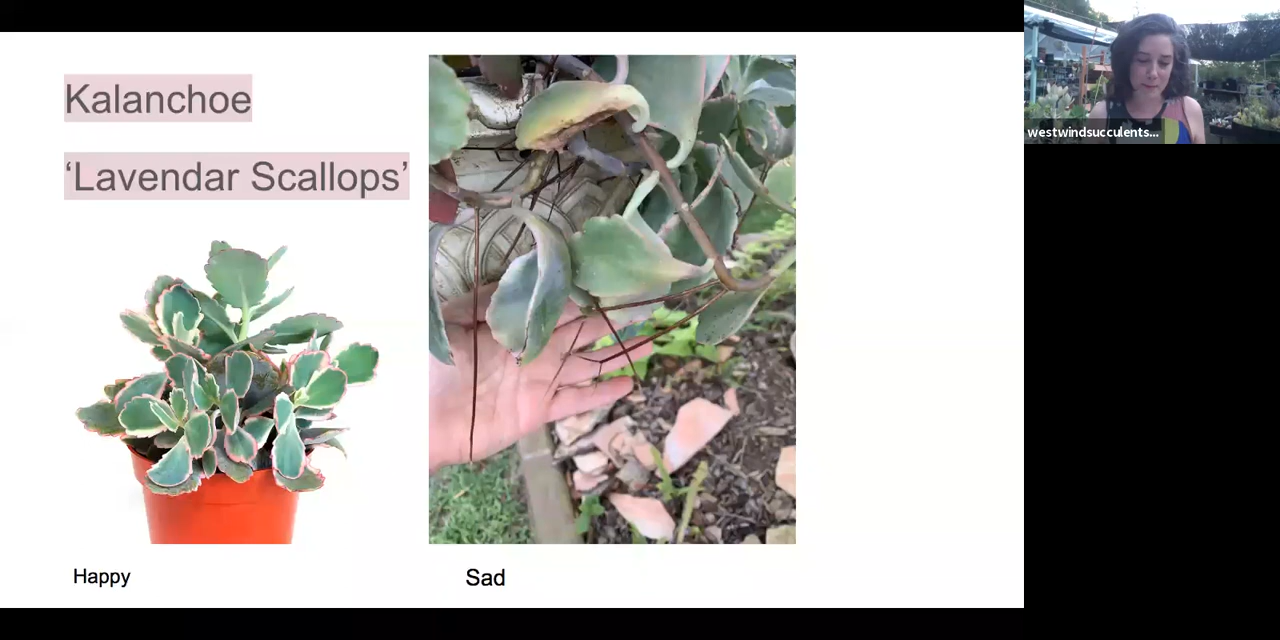 Kalanchoe
‘Lavendar Scallops’
Happy
Sad
westwindsucculents...